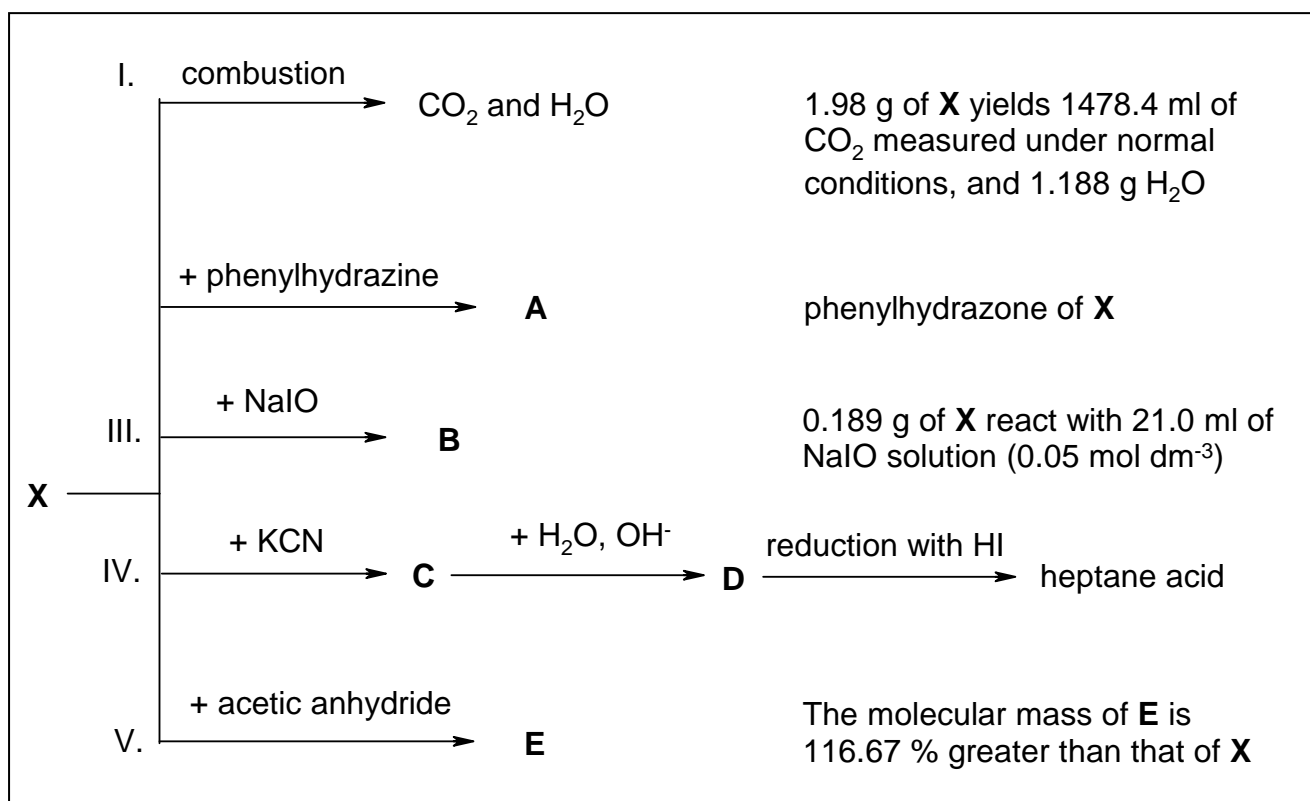 I.
combustion
CO2 and H2O
1.98 g of X yields 1478.4 ml of
CO2 measured under normal
conditions, and 1.188 g H2O
+ phenylhydrazine
A
phenylhydrazone of X
III.
+ NaIO
B
0.189 g of X react with 21.0 ml of
NaIO solution (0.05 mol dm-3)
X
IV.
+ KCN
C
+ H2O, OH-
D
reduction with HI
heptane acid
V.
+ acetic anhydride
E
The molecular mass of E is
116.67 % greater than that of X